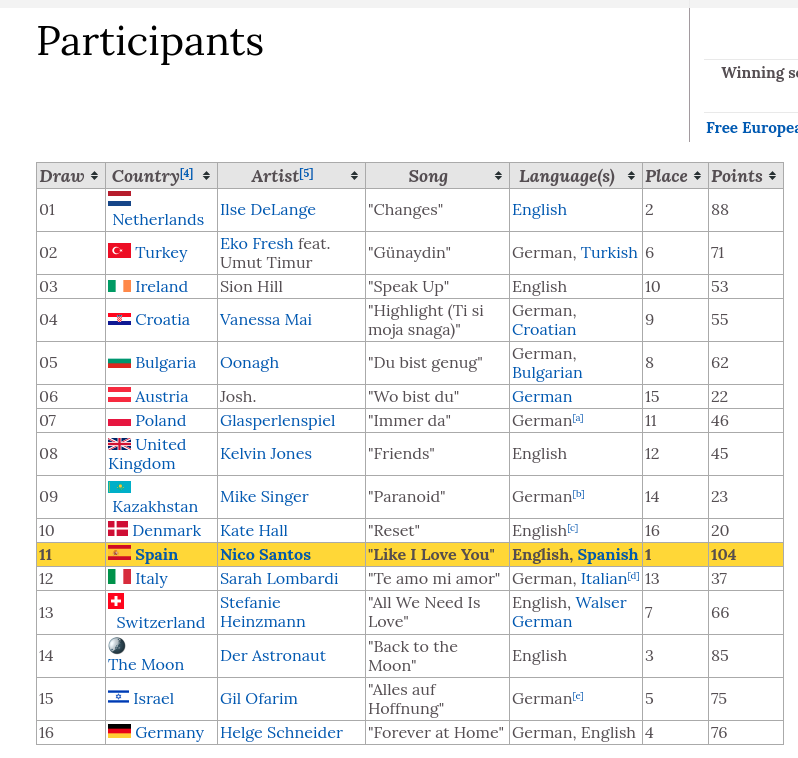 Participants
Winning s
Free Europea
Draw Country[4] Artist[5] Song Language(s) Place Points
01 Netherlands Ilse DeLange "Changes" English 2 88
02 Turkey Eko Fresh feat. Umut Timur "Günaydin" German, Turkish 6 71
03 Ireland Sion Hill "Speak Up" English 10 53
04 Croatia Vanessa Mai "Highlight (Ti si moja snaga)" German, Croatian 9 55
05 Bulgaria Oonagh "Du bist genug" German, Bulgarian 8 62
06 Austria Josh. "Wo bist du" German 15 22
07 Poland Glasperlenspiel "Immer da" German[a] 11 46
08 United Kingdom Kelvin Jones "Friends" English 12 45
09 Kazakhstan Mike Singer "Paranoid" German[b] 14 23
10 Denmark Kate Hall "Reset" English[c] 16 20
11 Spain Nico Santos "Like I Love You" English, Spanish 1 104
12 Italy Sarah Lombardi "Te amo mi amor" German, Italian[d] 13 37
13 Switzerland Stefanie Heinzmann "All We Need Is Love" English, Walser German 7 66
14 The Moon Der Astronaut "Back to the Moon" English 3 85
15 Israel Gil Ofarim "Alles auf Hoffnung" German[e] 5 75
16 Germany Helge Schneider "Forever at Home" German, English 4 76